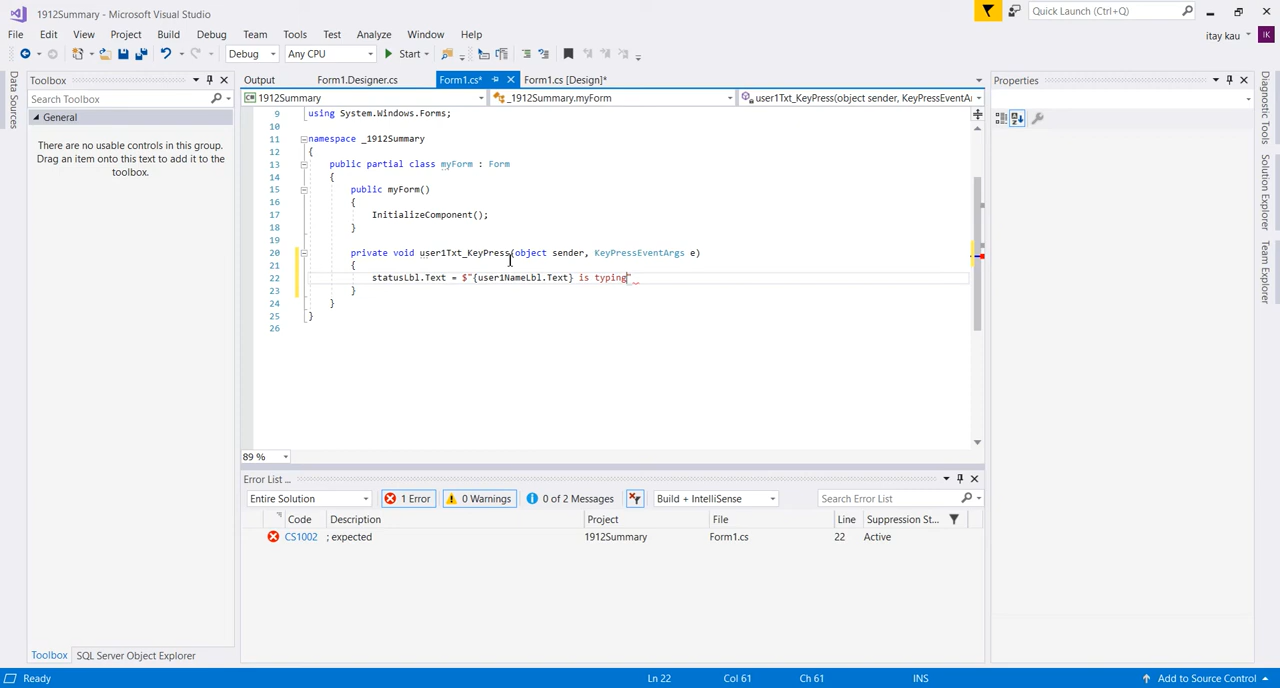 1912Summary - Microsoft Visual Studio
Quick Launch (Ctrl+Q)
File Edit View Project Build Debug Team Tools Test Analyze Window Help
itay kau IK
Debug Any CPU Start
Data Sources
Toolbox
Search Toolbox
General
There are no usable controls in this group. Drag an item onto this text to add it to the toolbox.
Output Form1.Designer.cs Form1.cs* Form1.cs [Design]*
1912Summary _1912Summary.myForm user1Txt_KeyPress(object sender, KeyPressEventAr
9 using System.Windows.Forms;
10
11 namespace _1912Summary
12 {
13 public partial class myForm : Form
14 {
15 public myForm()
16 {
17 InitializeComponent();
18 }
19
20 private void user1Txt_KeyPress(object sender, KeyPressEventArgs e)
21 {
22 statusLbl.Text = $"{user1NameLbl.Text} is typing"
23 }
24 }
25 }
26
89 %
Properties
Diagnostic Tools
Solution Explorer
Team Explorer
Error List ...
Entire Solution 1 Error 0 Warnings 0 of 2 Messages Build + IntelliSense Search Error List
Code Description Project File Line Suppression St...
CS1002 ; expected 1912Summary Form1.cs 22 Active
Toolbox SQL Server Object Explorer
Ready Ln 22 Col 61 Ch 61 INS Add to Source Control